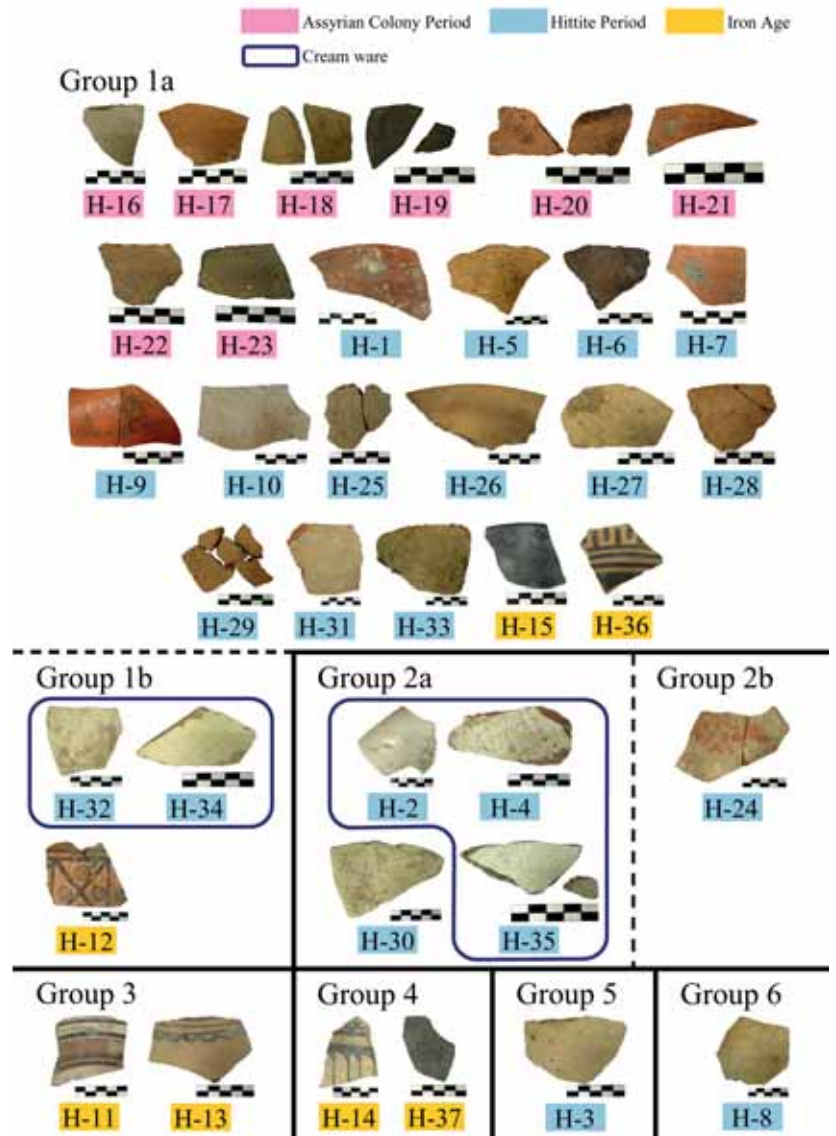 Assyrian Colony Period Hittite Period Iron Age
Cream ware
Group 1a
H-16 H-17 H-18 H-19 H-20 H-21
H-22 H-23 H-1 H-5 H-6 H-7
H-9 H-10 H-25 H-26 H-27 H-28
H-29 H-31 H-33 H-15 H-36
Group 1b Group 2a Group 2b
H-32 H-34 H-2 H-4 H-24
H-12 H-30 H-35
Group 3 Group 4 Group 5 Group 6
H-11 H-13 H-14 H-37 H-3 H-8